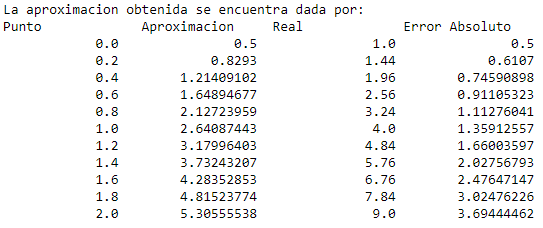 La aproximacion obtenida se encuentra dada por:
Punto Aproximacion Real Error Absoluto
0.0 0.5 1.0 0.5
0.2 0.8293 1.44 0.6107
0.4 1.21409102 1.96 0.74590898
0.6 1.64894677 2.56 0.91105323
0.8 2.12723959 3.24 1.11276041
1.0 2.64087443 4.0 1.35912557
1.2 3.17996403 4.84 1.66003597
1.4 3.73243207 5.76 2.02756793
1.6 4.28352853 6.76 2.47647147
1.8 4.81523774 7.84 3.02476226
2.0 5.30555538 9.0 3.69444462